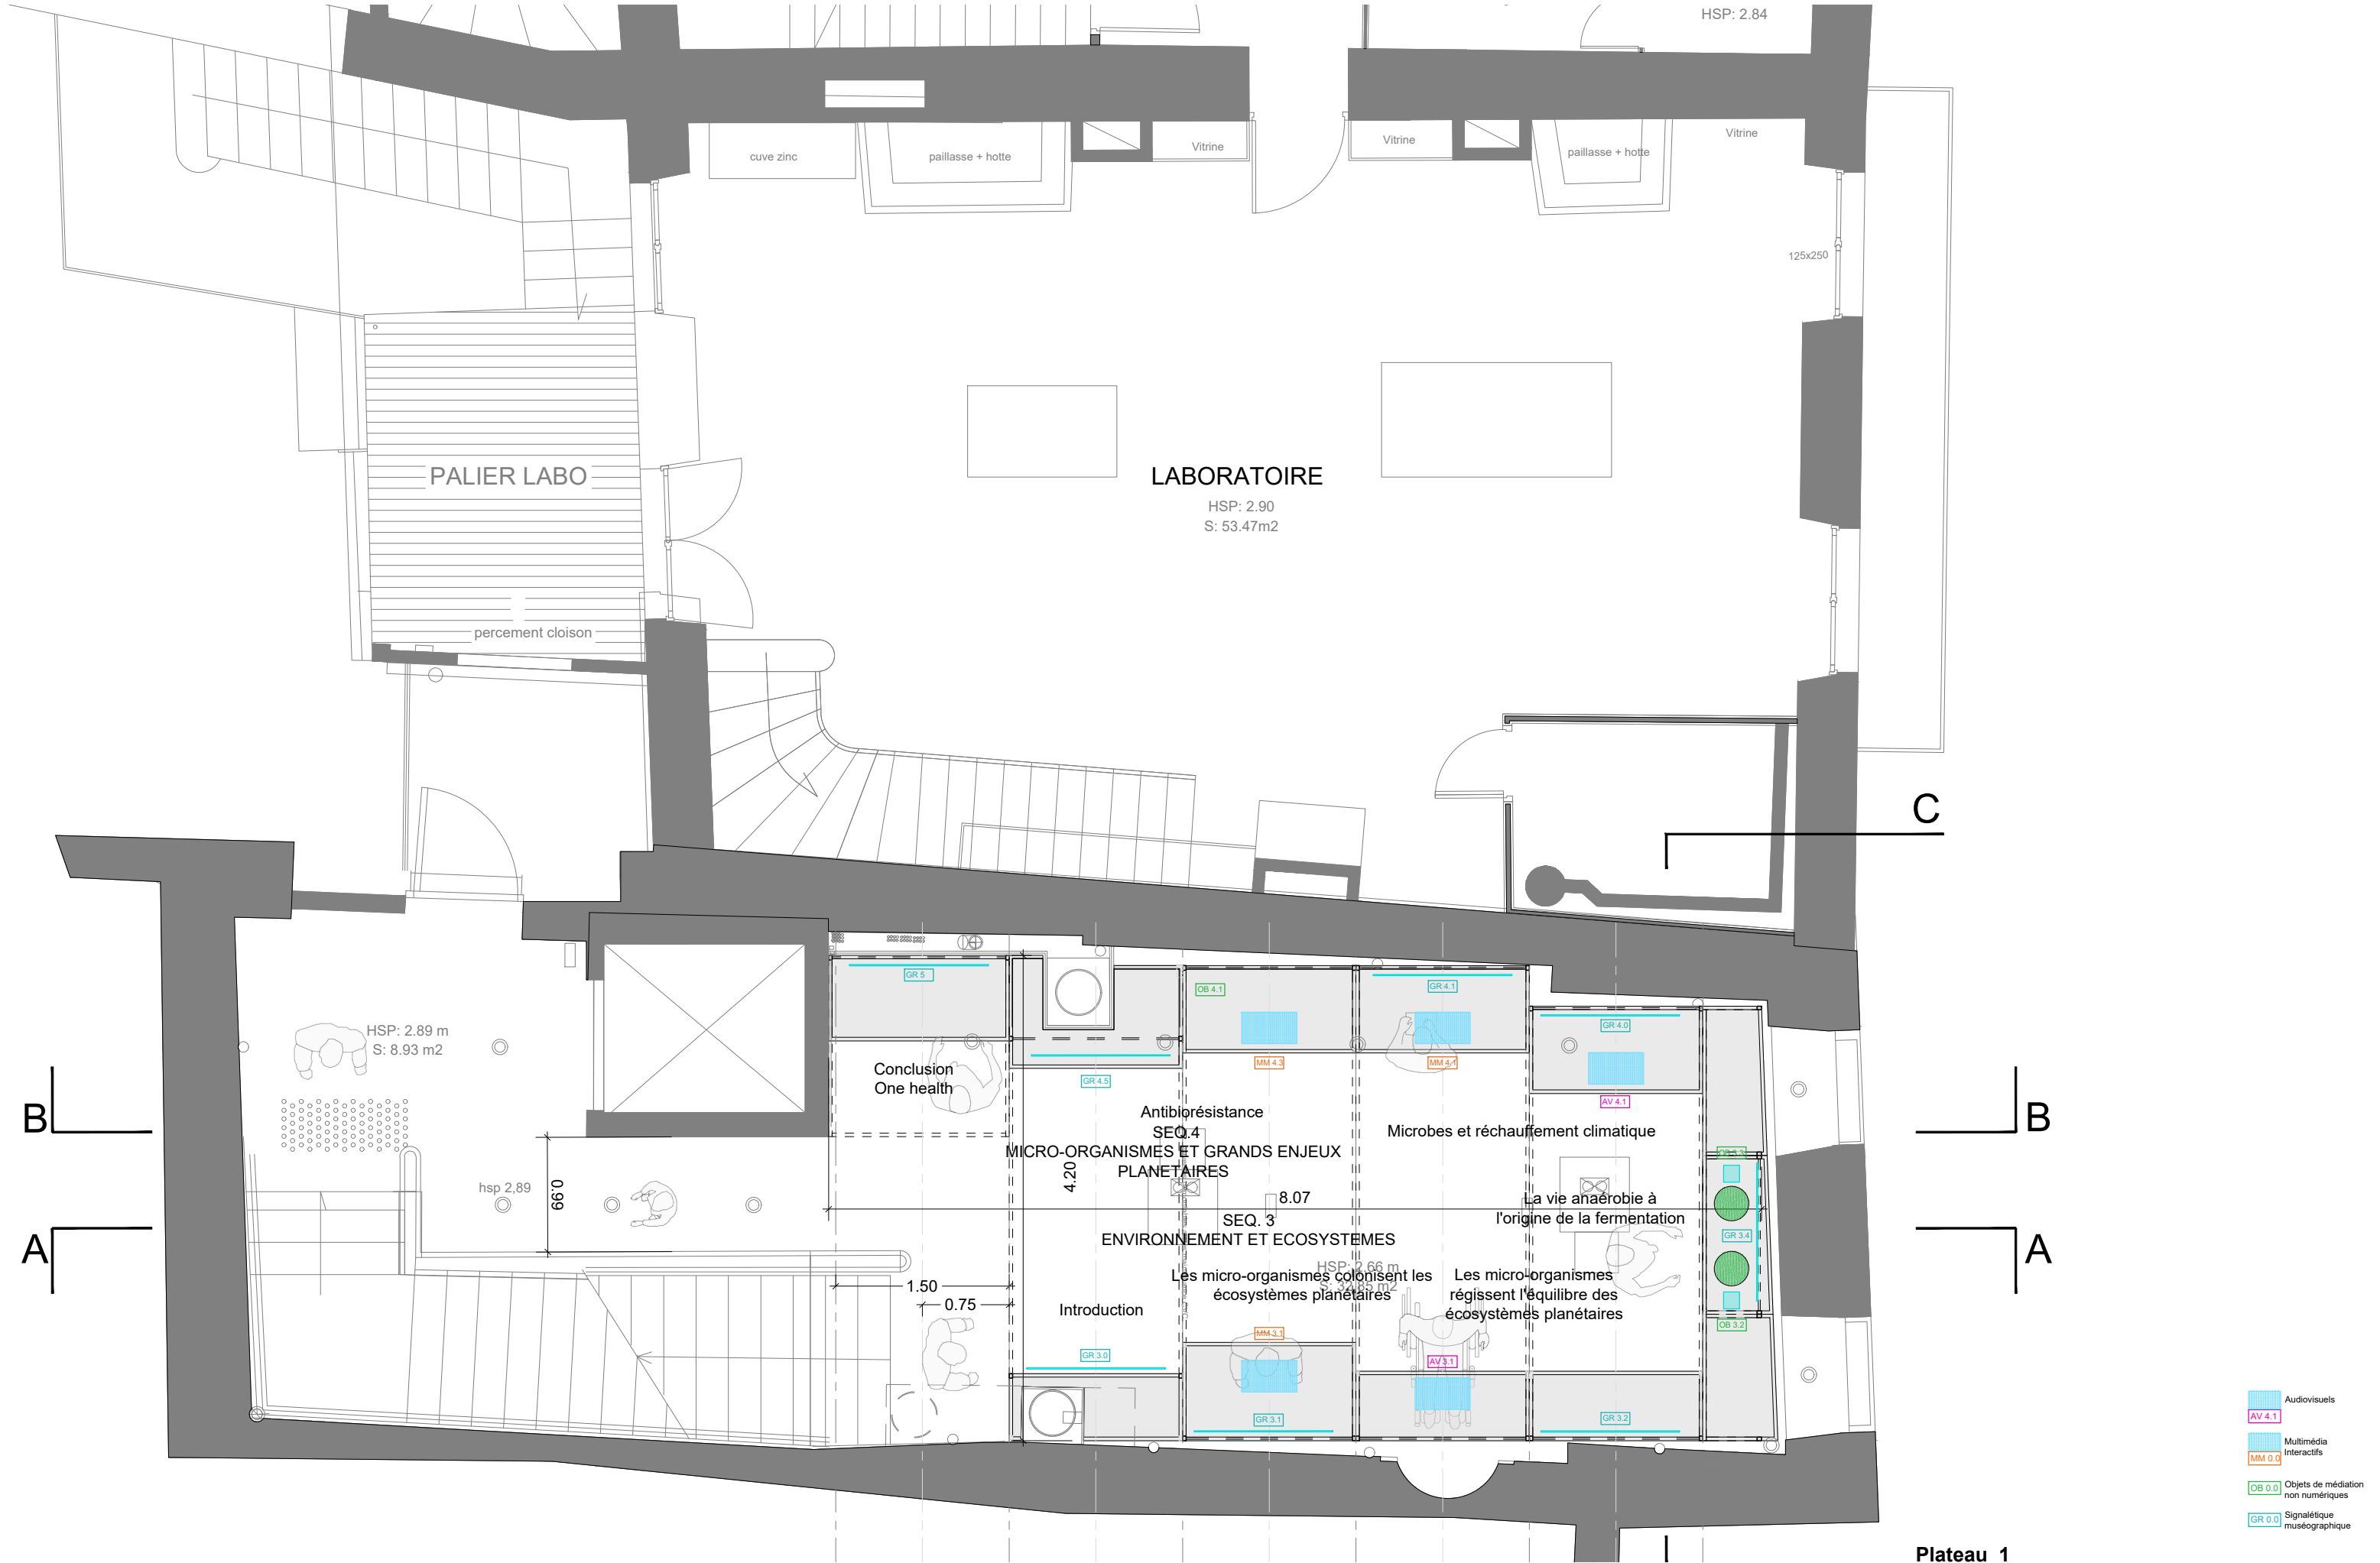 HSP: 2.84
cuve zinc
paillasse + hotte
Vitrine
Vitrine
paillasse + hotte
Vitrine
125x250
PALIER LABO
LABORATOIRE
HSP: 2.90
S: 53.47m2
percement cloison
C
GR 5
OB 4.1
GR 4.1
GR 4.0
HSP: 2.89 m
S: 8.93 m2
Conclusion
One health
GR 4.5
MM 4.3
MM 4.1
AV 4.1
B
B
Antibiorésistance
SEQ.4
MICRO-ORGANISMES ET GRANDS ENJEUX
PLANETAIRES
Microbes et réchauffement climatique
4.20
hsp 2,89
0.99
8.07
La vie anaérobie à
l'origine de la fermentation
SEQ. 3
ENVIRONNEMENT ET ECOSYSTEMES
GR 3.4
A
A
HSP: 2.66 m
S: 32.85 m2
Les micro-organismes colonisent les
écosystèmes planétaires
Les micro-organismes
régissent l'équilibre des
écosystèmes planétaires
1.50
0.75
Introduction
OB 3.2
MM 3.1
GR 3.0
AV 3.1
GR 3.1
GR 3.2
Audiovisuels
AV 4.1
Multimédia
Interactifs
MM 0.0
OB 0.0
Objets de médiation
non numériques
GR 0.0
Signalétique
muséographique
Plateau 1